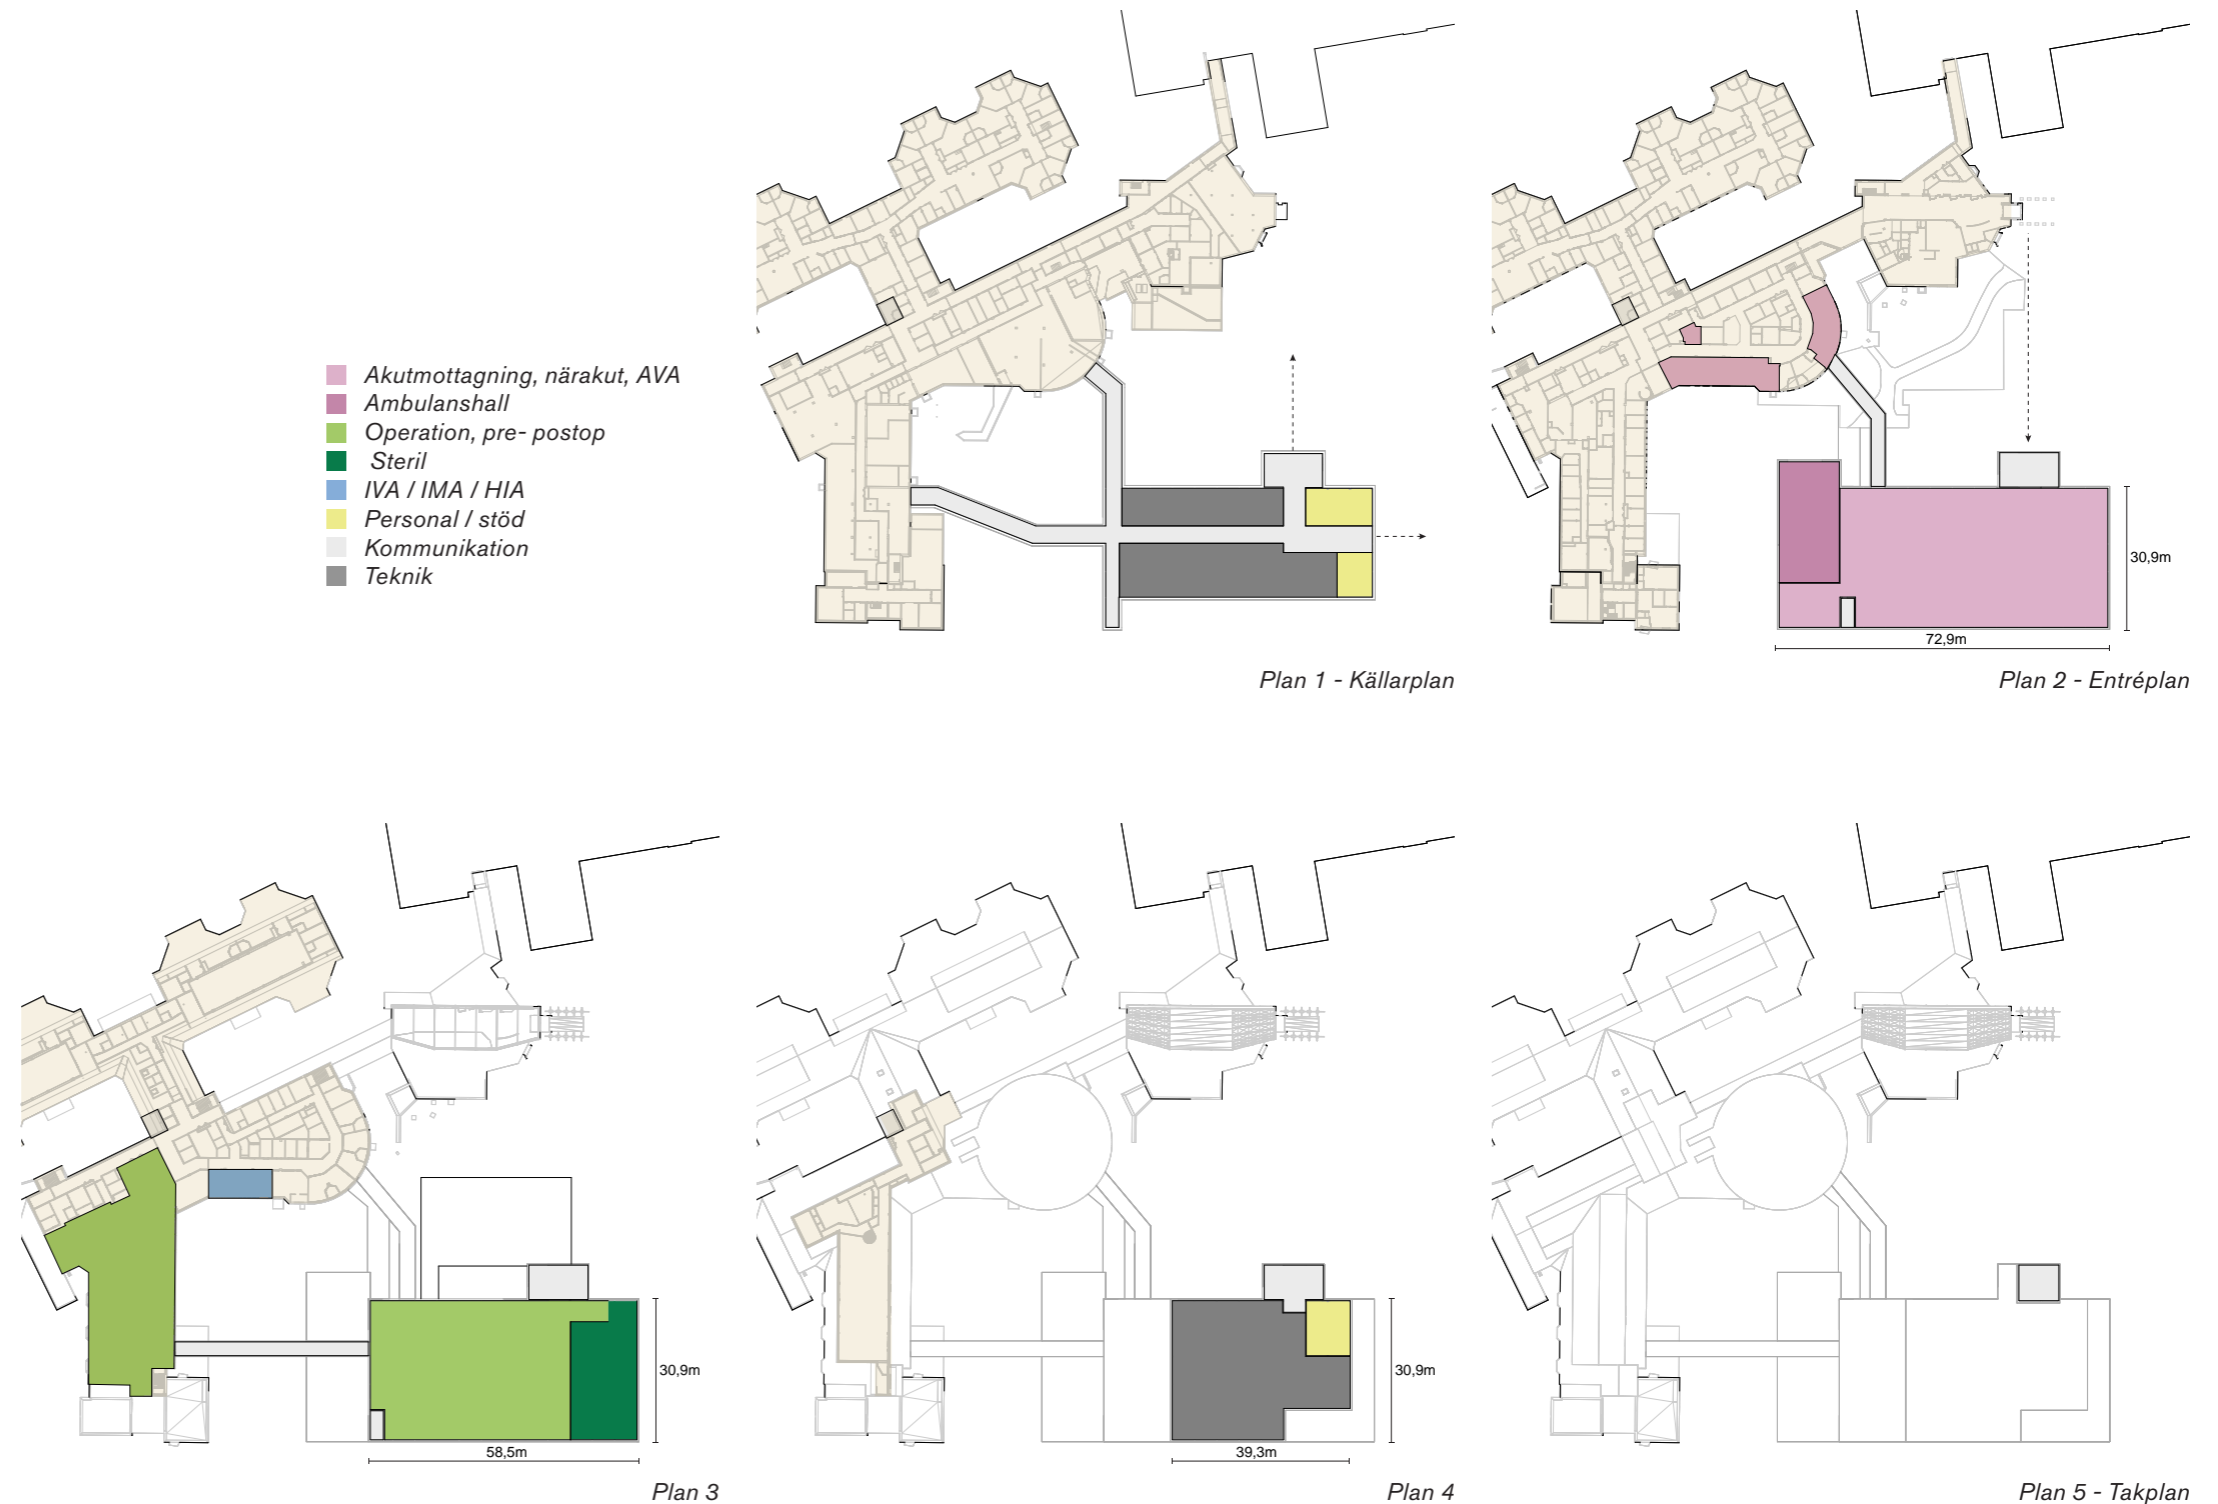 Akutmottagning, närakut, AVA
Ambulanshall
Operation, pre- postop
Steril
IVA / IMA / HIA
Personal / stöd
Kommunikation
Teknik
Plan 1 - Källarplan
30,9m
72,9m
Plan 2 - Entréplan
30,9m
58,5m
Plan 3
30,9m
39,3m
Plan 4
Plan 5 - Takplan